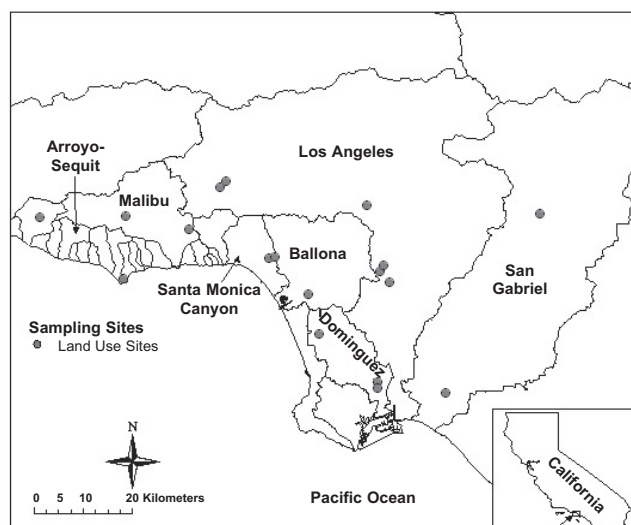 Arroyo-
Sequit
Los Angeles
Malibu
Ballona
San
Gabriel
Santa Monica
Canyon
Dominguez
Sampling Sites
Land Use Sites
N
0 5 10 20 Kilometers
Pacific Ocean
California